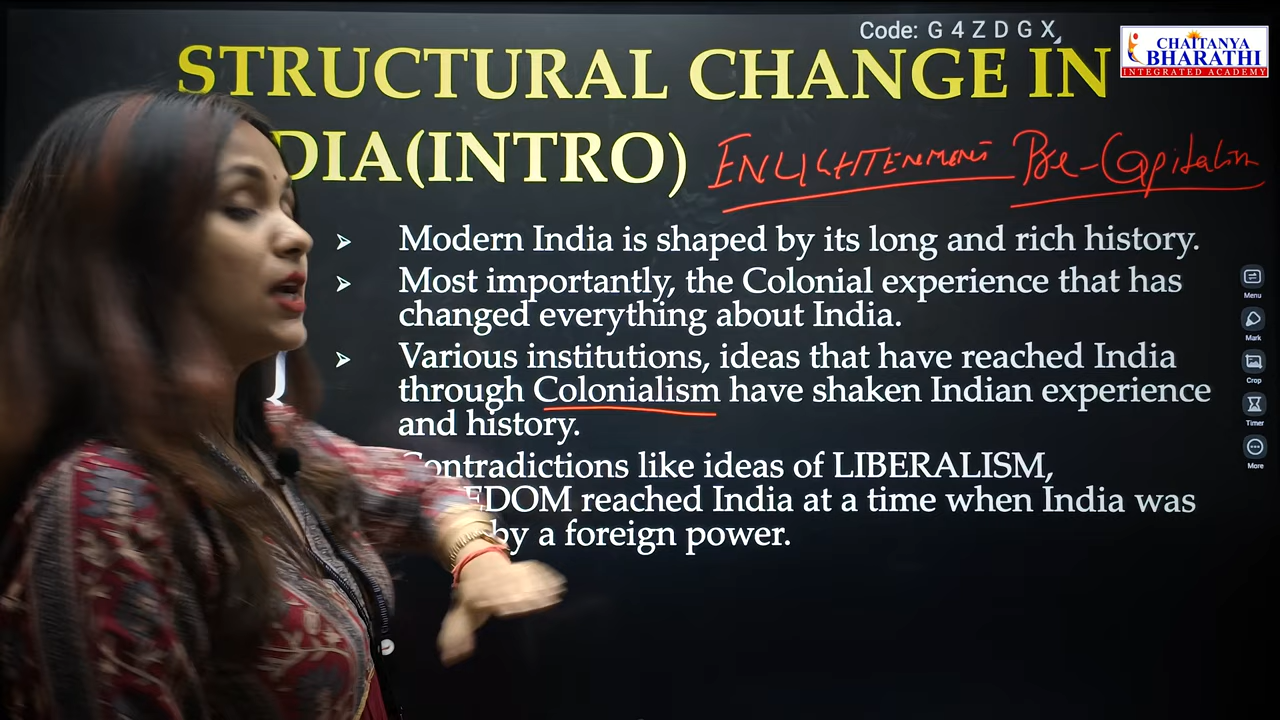 Code: G 4 Z D G X
CHAITANYA
BHARATHI
INTEGRATED ACADEMY
STRUCTURAL CHANGE IN
DIA(INTRO) ENLIGHTENMENT Pre-Capitalism
➤ Modern India is shaped by its long and rich history.
➤ Most importantly, the Colonial experience that has
changed everything about India.
➤ Various institutions, ideas that have reached India
through Colonialism have shaken Indian experience
and history.
Contradictions like ideas of LIBERALISM,
EDOM reached India at a time when India was
by a foreign power.
Menu
Mark
Crop
Timer
More